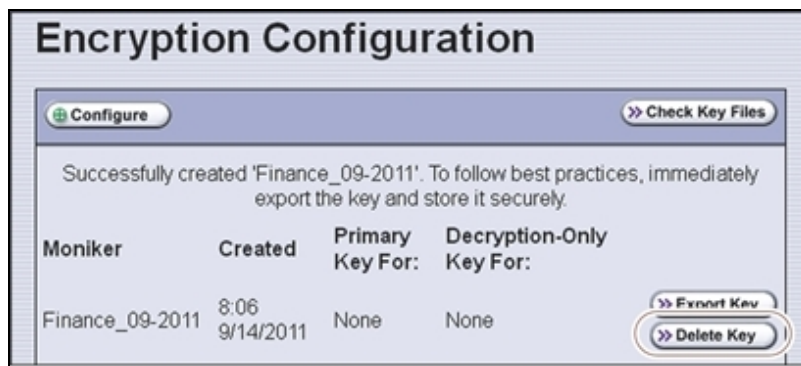 Encryption Configuration
Configure
Check Key Files
Successfully created 'Finance_09-2011'. To follow best practices, immediately
export the key and store it securely.
Moniker Created Primary Key For: Decryption-Only Key For:
Finance_09-2011 8:06 9/14/2011 None None
Export Key
Delete Key